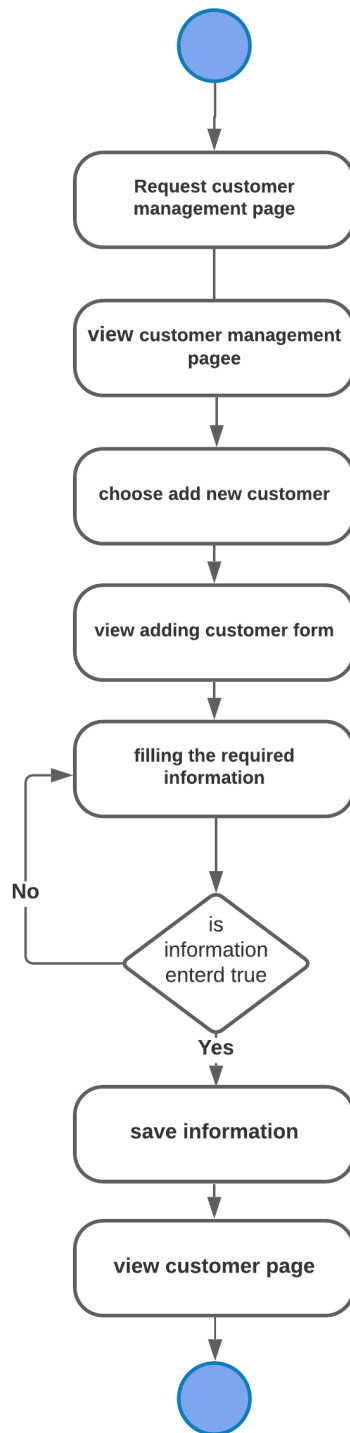 Request customer
management page
view customer management
pagee
choose add new customer
view adding customer form
filling the required
information
No
is
information
enterd true
Yes
save information
view customer page